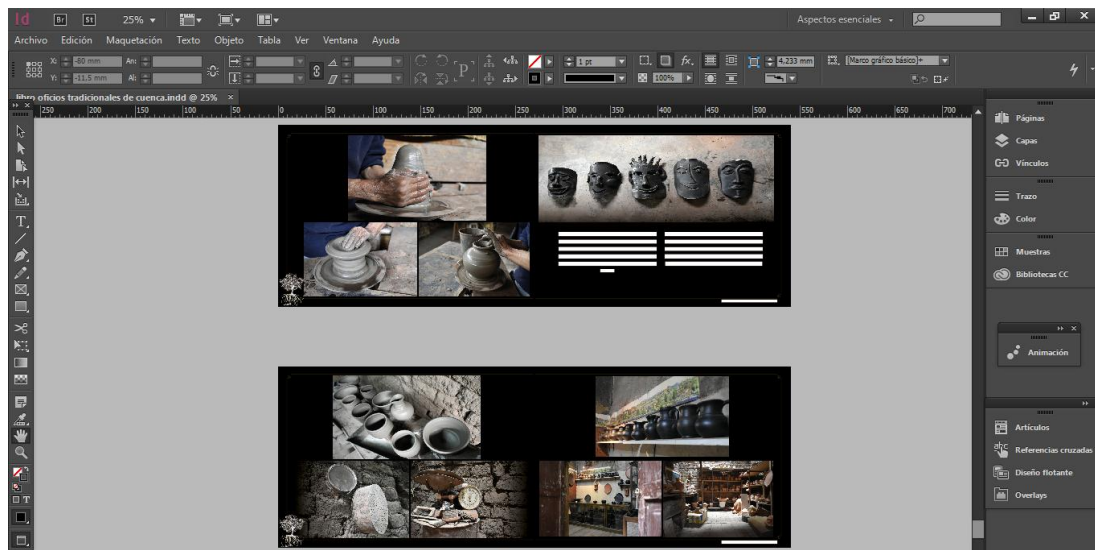 Id Br St 25% Aspectos esenciales
Archivo Edición Maquetación Texto Objeto Tabla Ver Ventana Ayuda
X: -80 mm An: 1 pt fx. 4,233 mm [Marco gráfico básico]+
Y: -11,5 mm Al: P 100%
libro oficios tradicionales de cuenca.indd @ 25% ×
250 200 150 100 50 0 50 100 150 200 250 300 350 400 450 500 550 600 650 700
Páginas
Capas
Vínculos
Trazo
Color
Muestras
Bibliotecas CC
Animación
Artículos
Referencias cruzadas
Diseño flotante
Overlays
T
T